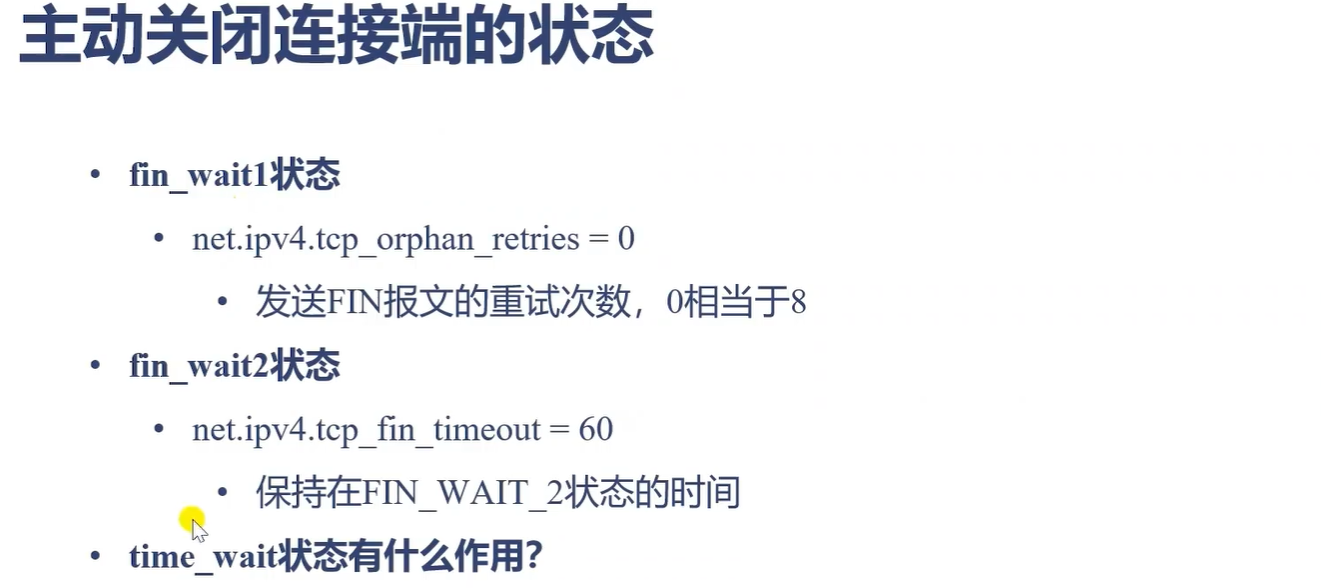 主动关闭连接端的状态
• fin_wait1状态
• net.ipv4.tcp_orphan_retries = 0
• 发送FIN报文的重试次数，0相当于8
• fin_wait2状态
• net.ipv4.tcp_fin_timeout = 60
• 保持在FIN_WAIT_2状态的时间
• time_wait状态有什么作用？